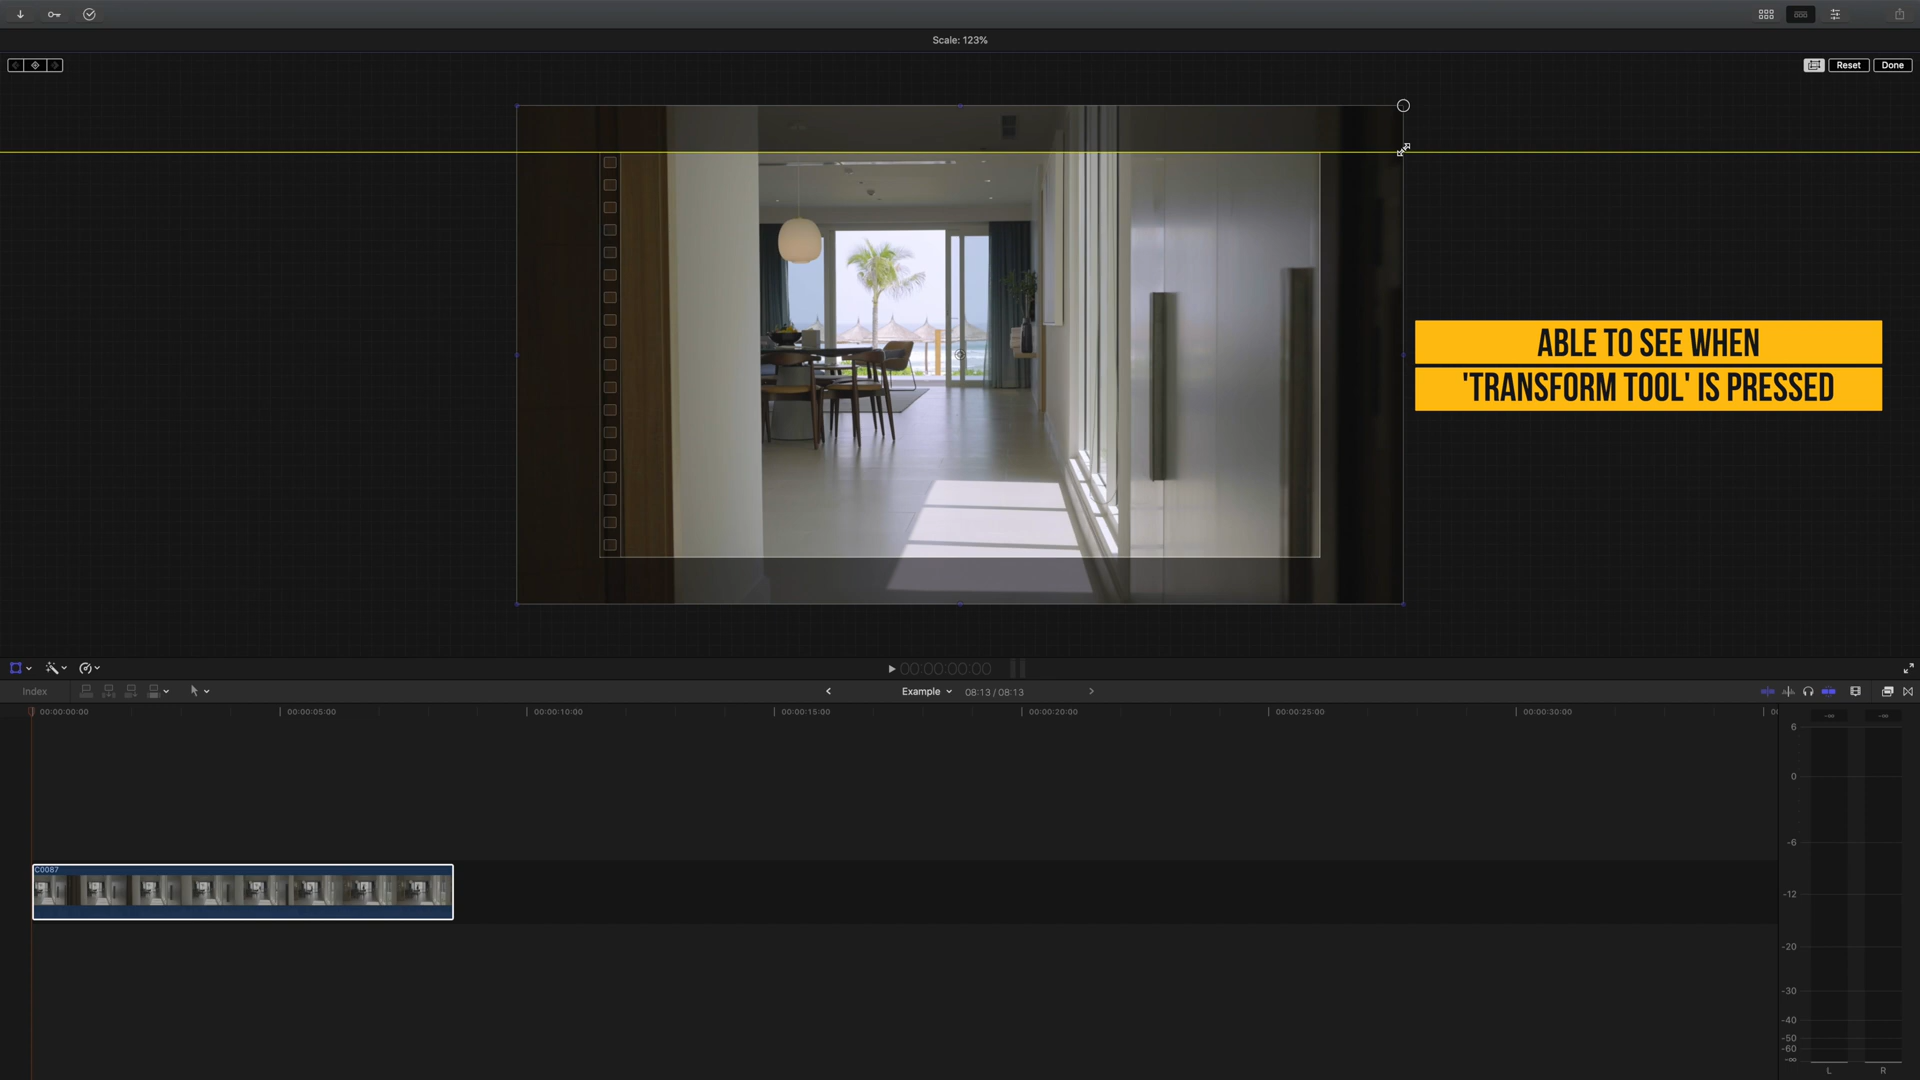 Scale: 123%
Reset
Done
ABLE TO SEE WHEN
'TRANSFORM TOOL' IS PRESSED
00:00:00:00
Index
Example
08:13 / 08:13
00:00:00:00
00:00:05:00
00:00:10:00
00:00:15:00
00:00:20:00
00:00:25:00
00:00:30:00
-∞
-∞
6
0
-6
-12
-20
-30
-40
-50
-60
-∞
L
R
C0087